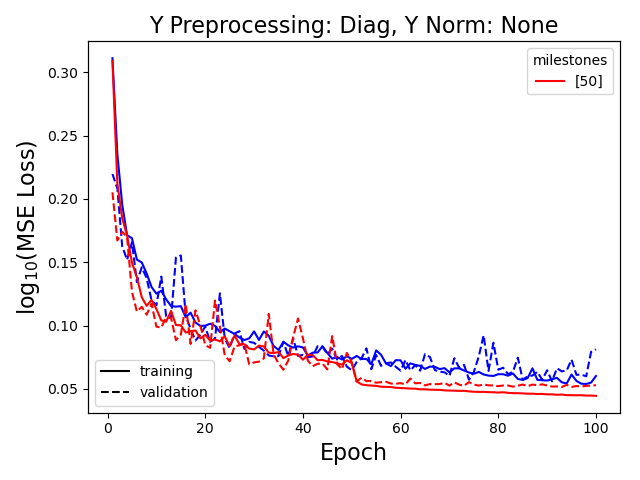 Y Preprocessing: Diag, Y Norm: None
log₁₀(MSE Loss)
0.30
0.25
0.20
0.15
0.10
0.05
milestones
[50]
training
validation
0
20
40
60
80
100
Epoch